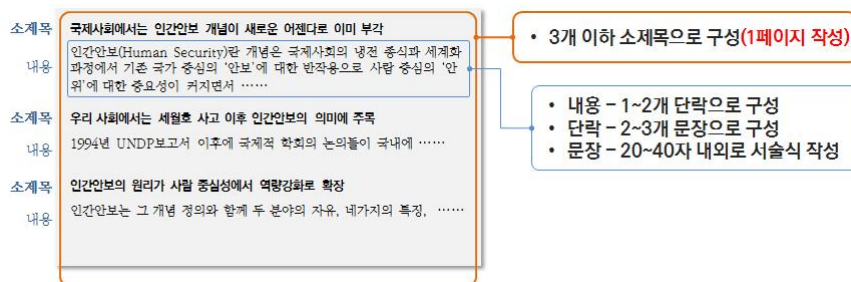 소제목
국제사회에서는 인간안보 개념이 새로운 어젠다로 이미 부각
내용
인간안보(Human Security)란 개념은 국제사회의 냉전 종식과 세계화
과정에서 기존 국가 중심의 '안보'에 대한 반작용으로 사람 중심의 '안
위'에 대한 중요성이 커지면서 ……
소제목
우리 사회에서는 세월호 사고 이후 인간안보의 의미에 주목
내용
1994년 UNDP보고서 이후에 국제적 학회의 논의들이 국내에 ……
소제목
인간안보의 원리가 사람 중심성에서 역량강화로 확장
내용
인간안보는 그 개념 정의와 함께 두 분야의 자유, 네가지의 특징, ……
• 3개 이하 소제목으로 구성(1페이지 작성)
• 내용 – 1~2개 단락으로 구성
• 단락 – 2~3개 문장으로 구성
• 문장 – 20~40자 내외로 서술식 작성